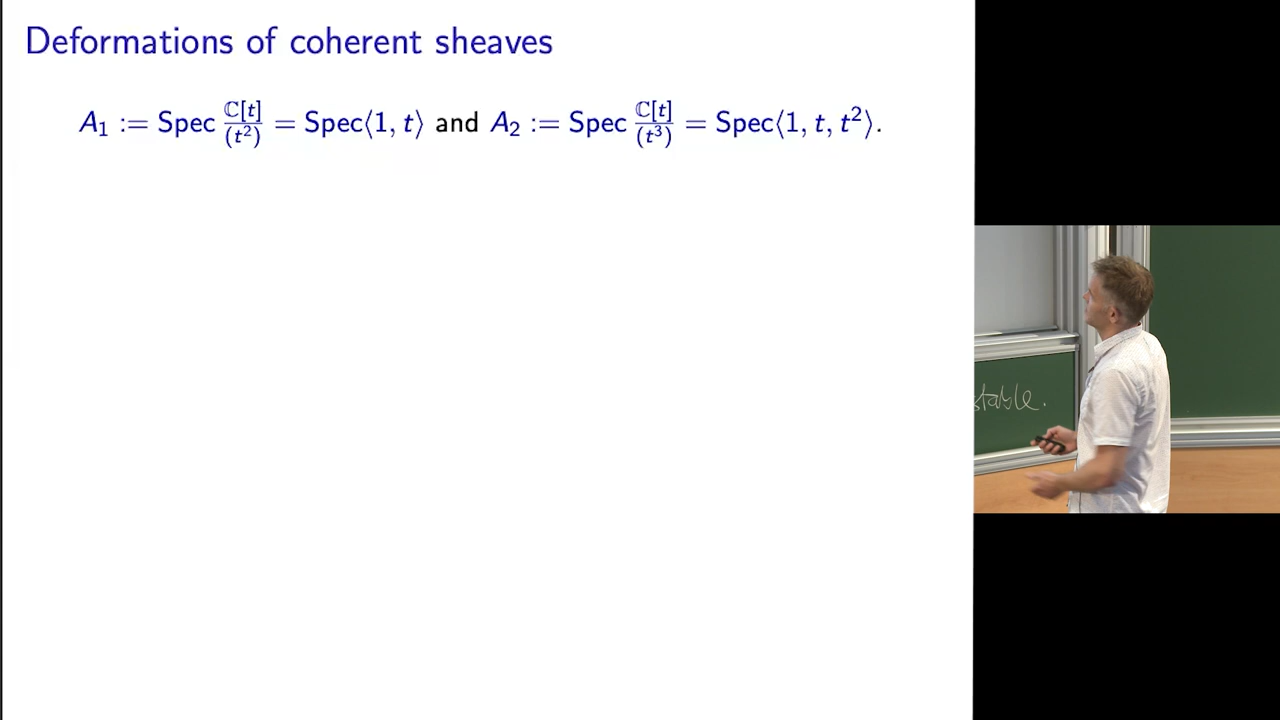 Deformations of coherent sheaves
A₁ := Spec ℂ[t]/(t²) = Spec⟨1, t⟩ and A₂ := Spec ℂ[t]/(t³) = Spec⟨1, t, t²⟩.
stable.